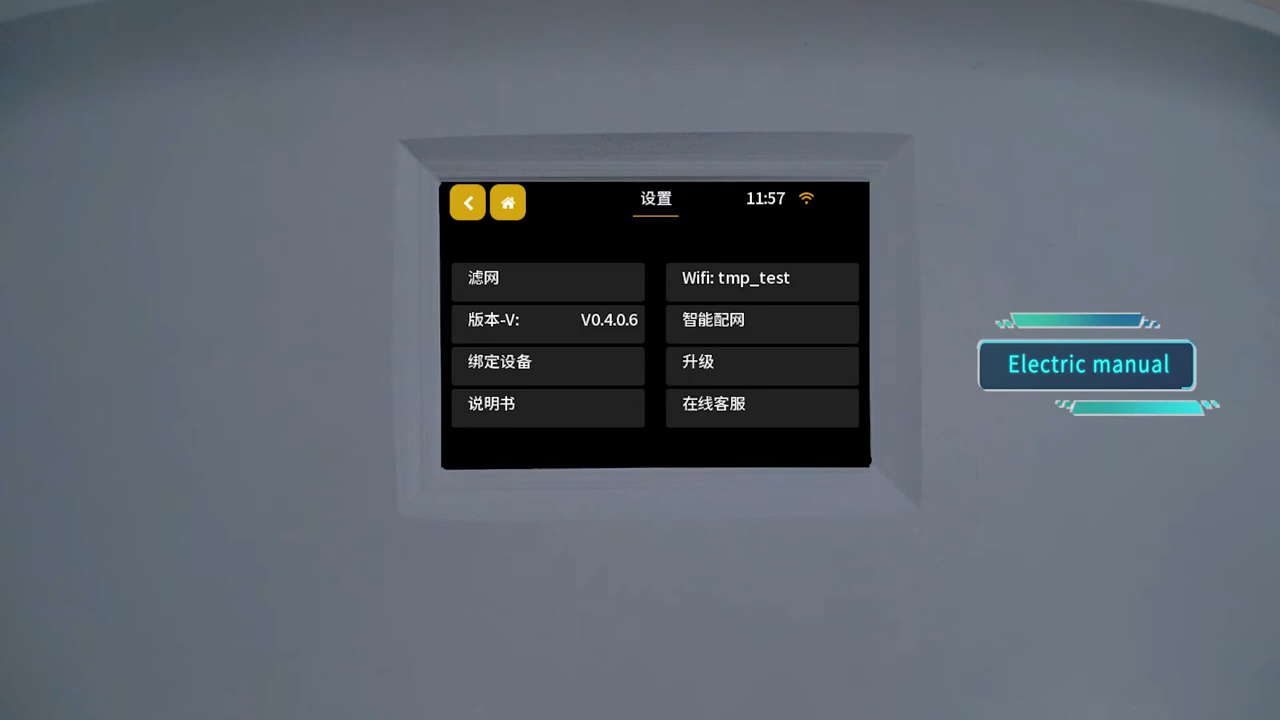 设置
11:57
滤网
Wifi: tmp_test
版本-V: V0.4.0.6
智能配网
绑定设备
升级
说明书
在线客服
Electric manual